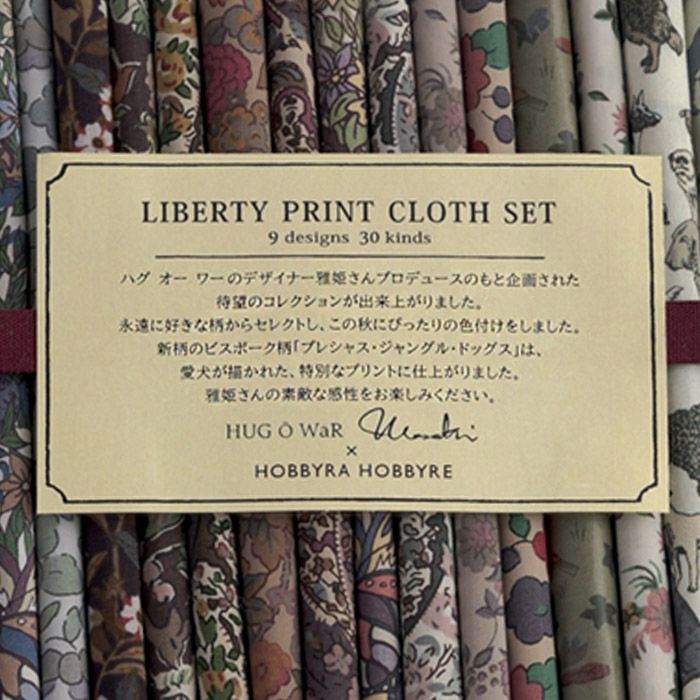 LIBERTY PRINT CLOTH SET
9 designs 30 kinds
ハグ オー ワーのデザイナー雅姫さんプロデュースのもと企画された
待望のコレクションが出来上がりました。
永遠に好きな柄からセレクトし、この秋にぴったりの色付けをしました。
新柄のビスポーク柄「プレシャス・ジャングル・ドッグス」は、
愛犬が描かれた、特別なプリントに仕上がりました。
雅姫さんの素敵な感性をお楽しみください。
HUG Ō WaR Masaki
×
HOBBYRA HOBBYRE